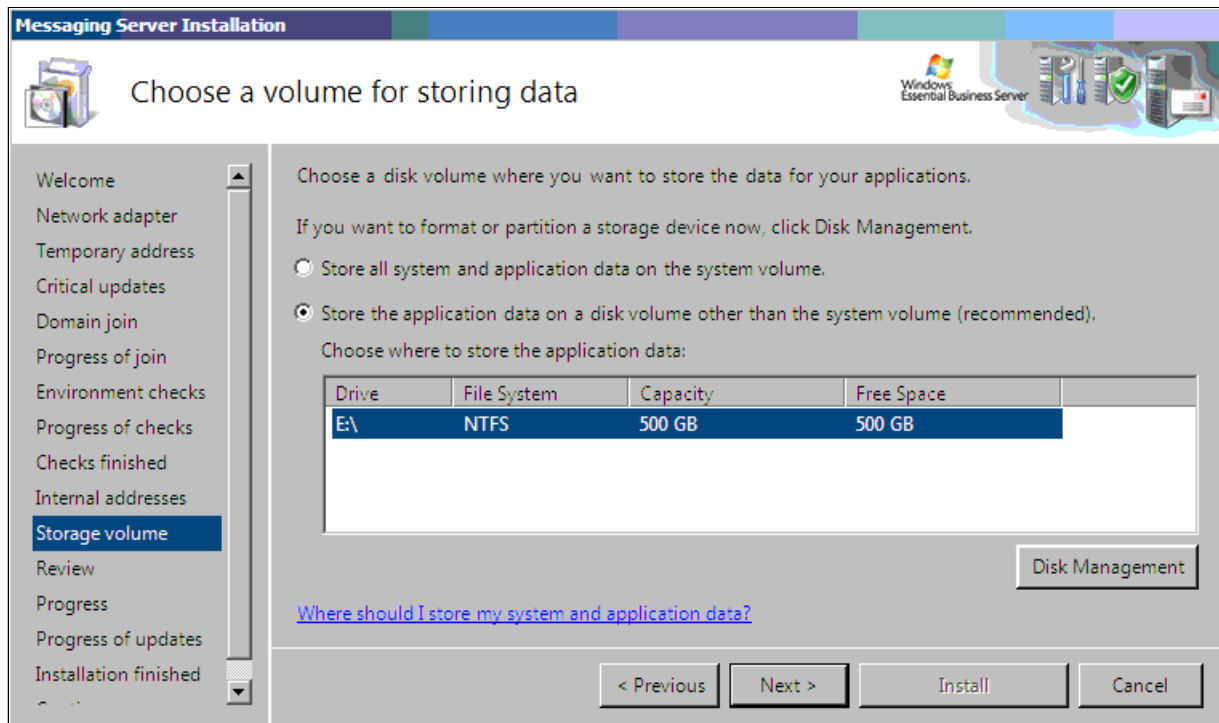 Messaging Server Installation
Choose a volume for storing data
Windows
Essential Business Server
Welcome
Network adapter
Temporary address
Critical updates
Domain join
Progress of join
Environment checks
Progress of checks
Checks finished
Internal addresses
Storage volume
Review
Progress
Progress of updates
Installation finished
Choose a disk volume where you want to store the data for your applications.
If you want to format or partition a storage device now, click Disk Management.
Store all system and application data on the system volume.
Store the application data on a disk volume other than the system volume (recommended).
Choose where to store the application data:
Drive File System Capacity Free Space
E:\ NTFS 500 GB 500 GB
Disk Management
Where should I store my system and application data?
< Previous Next > Install Cancel